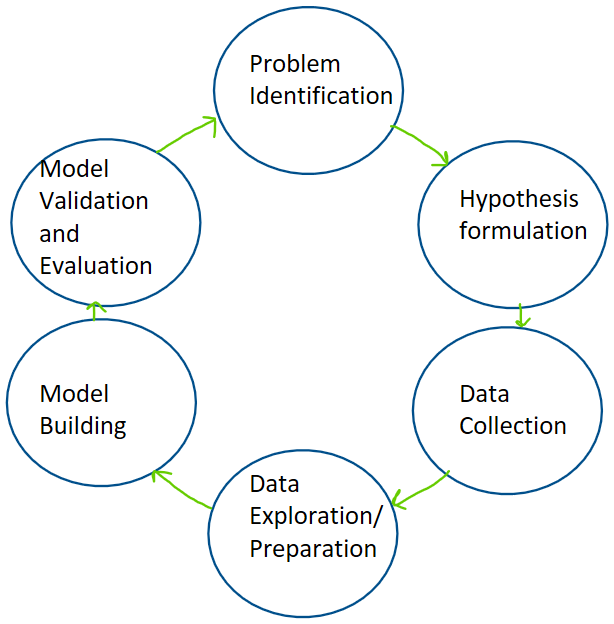 Problem
Identification
Hypothesis
formulation
Data
Collection
Data
Exploration/
Preparation
Model
Building
Model
Validation
and
Evaluation